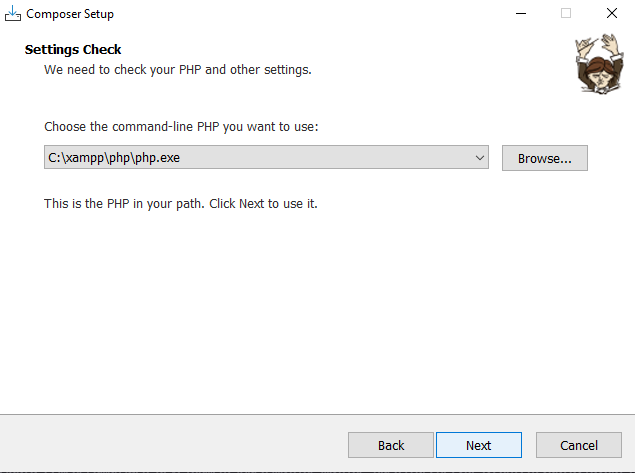 Composer Setup
Settings Check
We need to check your PHP and other settings.
Choose the command-line PHP you want to use:
C:\xampp\php\php.exe
Browse...
This is the PHP in your path. Click Next to use it.
Back
Next
Cancel